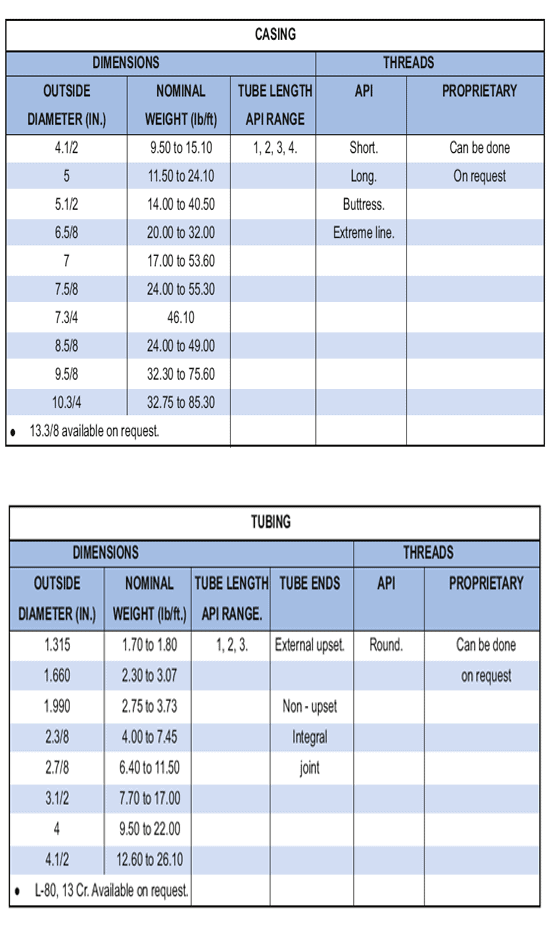 CASING
DIMENSIONS THREADS
OUTSIDE NOMINAL TUBE LENGTH API PROPRIETARY
DIAMETER (IN.) WEIGHT (lb/ft) API RANGE
4.1/2 9.50 to 15.10 1, 2, 3, 4. Short. Can be done
5 11.50 to 24.10 Long. On request
5.1/2 14.00 to 40.50 Buttress.
6.5/8 20.00 to 32.00 Extreme line.
7 17.00 to 53.60
7.5/8 24.00 to 55.30
7.3/4 46.10
8.5/8 24.00 to 49.00
9.5/8 32.30 to 75.60
10.3/4 32.75 to 85.30
● 13.3/8 available on request.
TUBING
DIMENSIONS THREADS
OUTSIDE NOMINAL TUBE LENGTH TUBE ENDS API PROPRIETARY
DIAMETER (IN.) WEIGHT (lb/ft.) API RANGE.
1.315 1.70 to 1.80 1, 2, 3. External upset. Round. Can be done
1.660 2.30 to 3.07 on request
1.990 2.75 to 3.73 Non - upset
2.3/8 4.00 to 7.45 Integral
2.7/8 6.40 to 11.50 joint
3.1/2 7.70 to 17.00
4 9.50 to 22.00
4.1/2 12.60 to 26.10
● L-80, 13 Cr. Available on request.